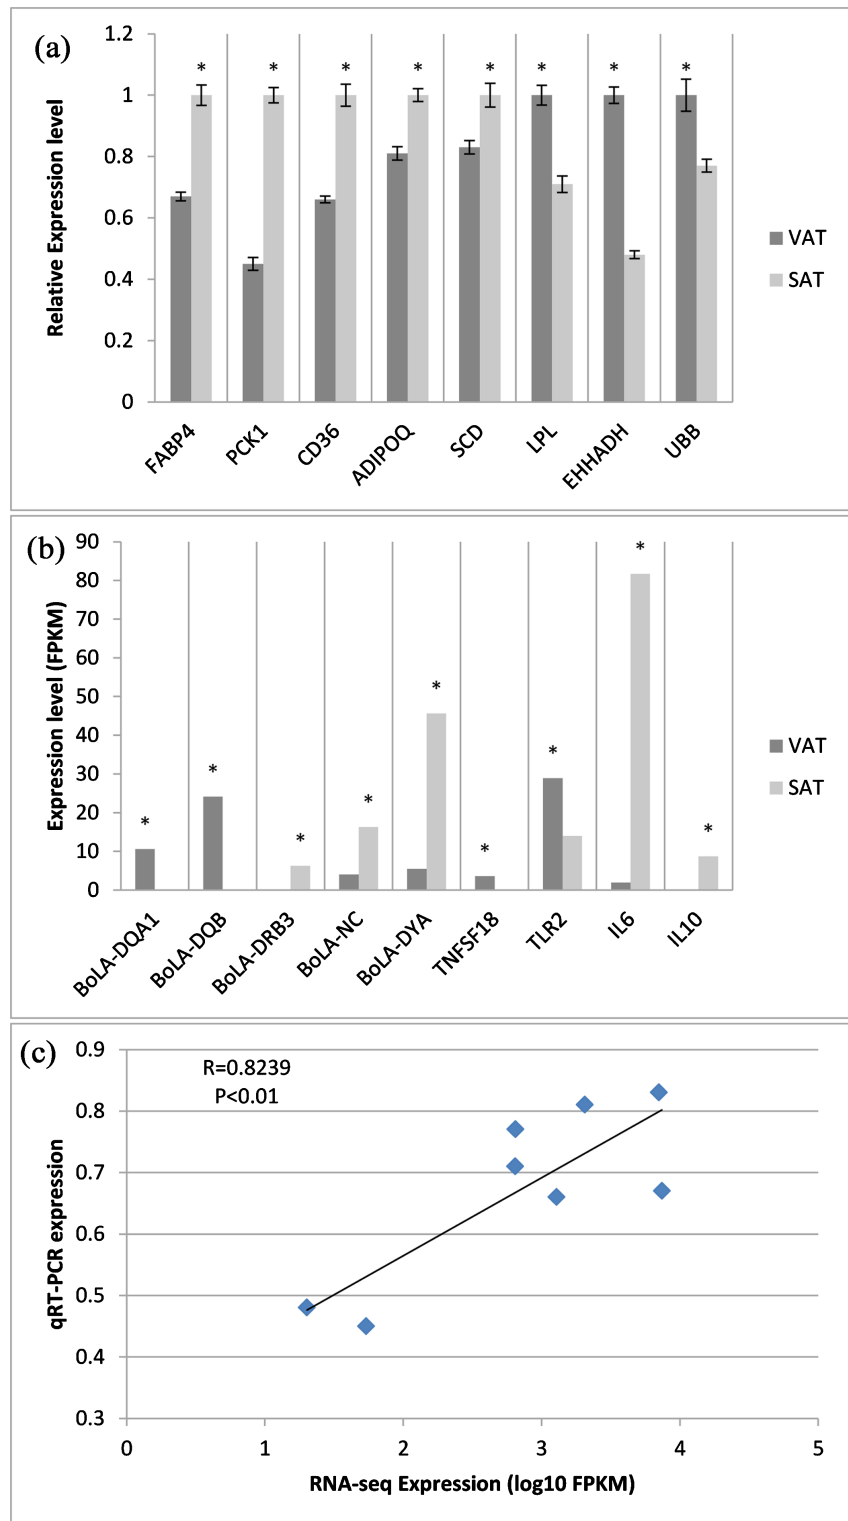 (a)
1.2
1
0.8
0.6
0.4
0.2
0
Relative Expression level
* * * * * * * *
FABP4 PCK1 CD36 ADIPOQ SCD LPL EHHADH UBB
VAT
SAT
(b)
90
80
70
60
50
40
30
20
10
0
Expression level (FPKM)
* * * * * * * * *
BoLA-DQA1 BoLA-DQB BoLA-DRB3 BoLA-NC BoLA-DYA TNFSF18 TLR2 IL6 IL10
VAT
SAT
(c)
0.9
0.8
0.7
0.6
0.5
0.4
0.3
qRT-PCR expression
R=0.8239
P<0.01
0 1 2 3 4 5
RNA-seq Expression (log10 FPKM)